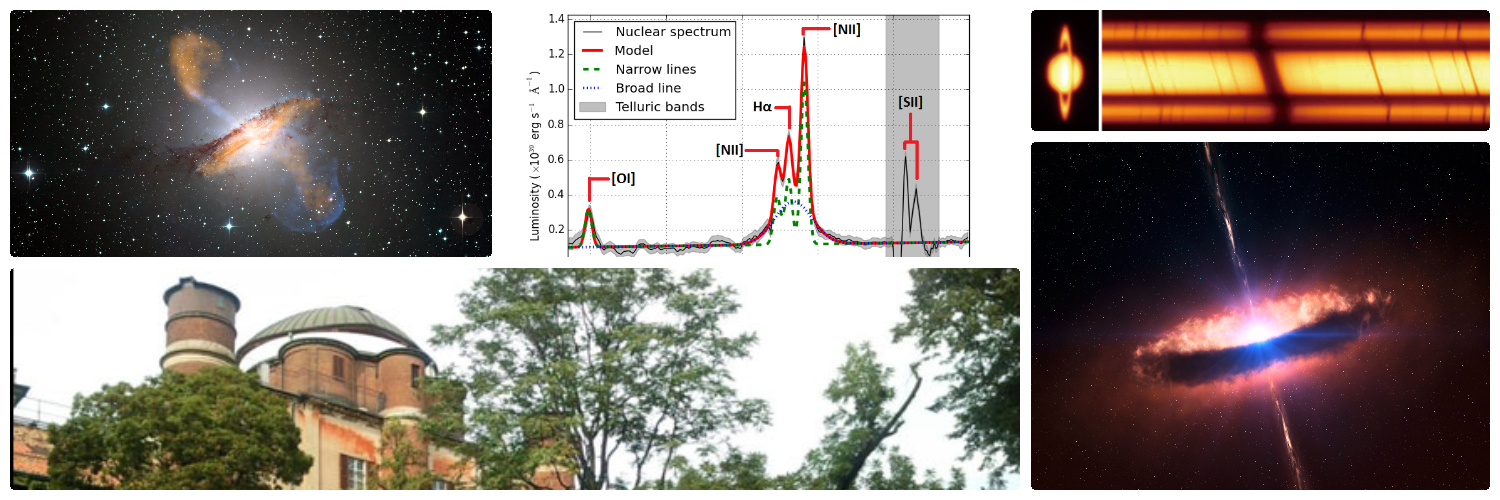 1.4
1.2
1.0
0.8
0.6
0.4
0.2
Luminosity ( ×10³⁹ erg s⁻¹ Å⁻¹ )
Nuclear spectrum
Model
Narrow lines
Broad line
Telluric bands
[NII]
Hα
[SII]
[NII]
[OI]